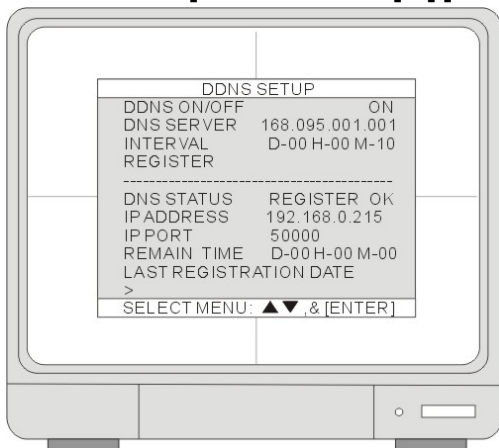 DDNS SETUP
DDNS ON/OFF ON
DNS SERVER 168.095.001.001
INTERVAL D-00 H-00 M-10
REGISTER
--------------------------------------------------
DNS STATUS REGISTER OK
IP ADDRESS 192.168.0.215
IP PORT 50000
REMAIN TIME D-00 H-00 M-00
LAST REGISTRATION DATE
>
SELECT MENU: ▲▼,& [ENTER]